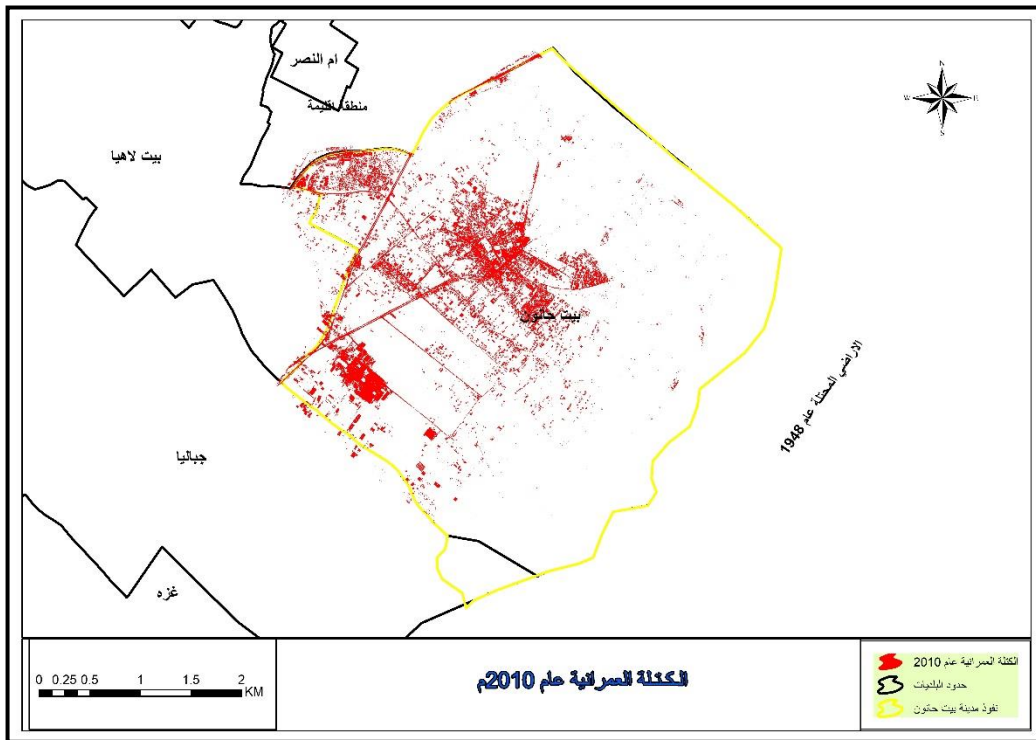 ام النصر
منطقة اقليمة
بيت لاهيا
N
W
E
S
بيت حانون
الاراضي المحتلة عام 1948
جباليا
غزه
0 0.25 0.5 1 1.5 2
KM
الكتلة العمرانية عام 2010م
الكتلة العمرانية عام 2010
حدود البلديات
نفوذ مدينة بيت حانون